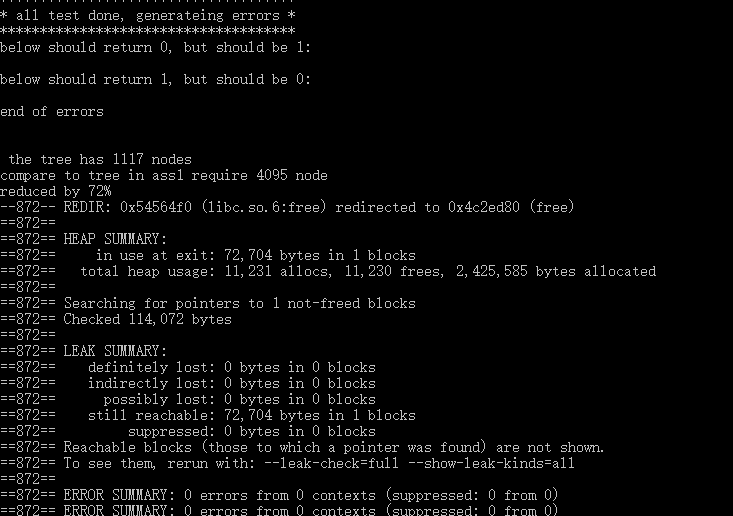 * all test done, generateing errors *
*************************************
below should return 0, but should be 1:
below should return 1, but should be 0:
end of errors
the tree has 1117 nodes
compare to tree in ass1 require 4095 node
reduced by 72%
--872-- REDIR: 0x54564f0 (libc.so.6:free) redirected to 0x4c2ed80 (free)
==872==
==872== HEAP SUMMARY:
==872==     in use at exit: 72,704 bytes in 1 blocks
==872==   total heap usage: 11,231 allocs, 11,230 frees, 2,425,585 bytes allocated
==872==
==872== Searching for pointers to 1 not-freed blocks
==872== Checked 114,072 bytes
==872==
==872== LEAK SUMMARY:
==872==    definitely lost: 0 bytes in 0 blocks
==872==    indirectly lost: 0 bytes in 0 blocks
==872==      possibly lost: 0 bytes in 0 blocks
==872==    still reachable: 72,704 bytes in 1 blocks
==872==         suppressed: 0 bytes in 0 blocks
==872== Reachable blocks (those to which a pointer was found) are not shown.
==872== To see them, rerun with: --leak-check=full --show-leak-kinds=all
==872==
==872== ERROR SUMMARY: 0 errors from 0 contexts (suppressed: 0 from 0)
==872== ERROR SUMMARY: 0 errors from 0 contexts (suppressed: 0 from 0)